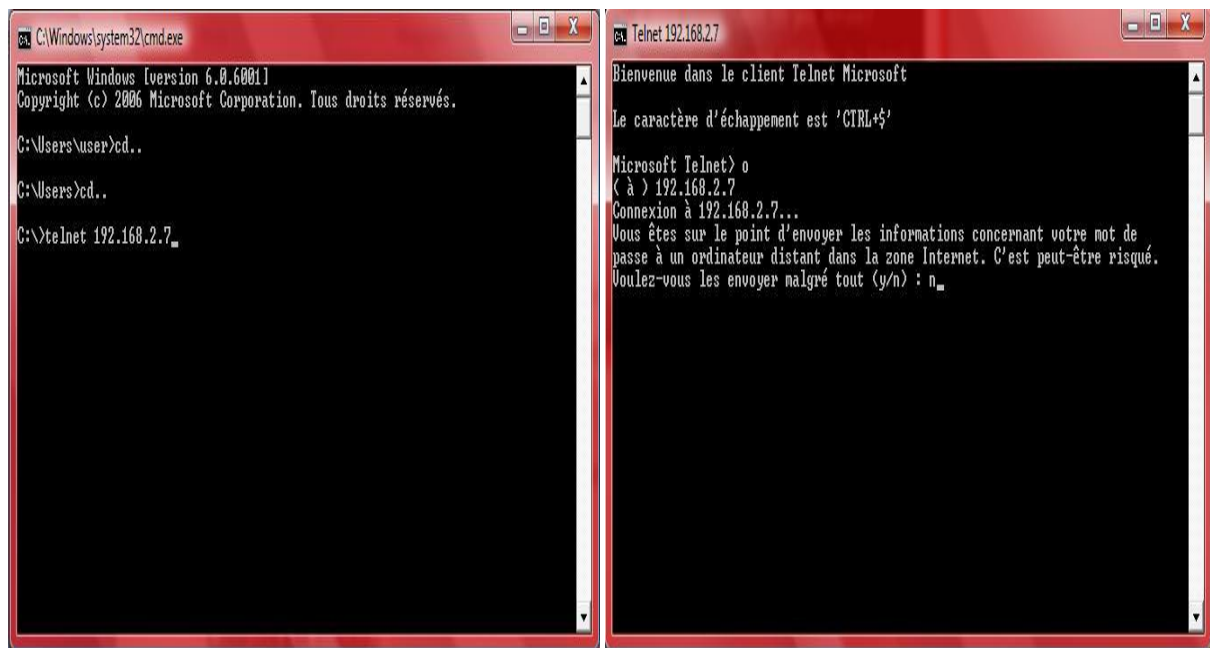 C:\Windows\system32\cmd.exe
Microsoft Windows [version 6.0.6001]
Copyright (c) 2006 Microsoft Corporation. Tous droits réservés.
C:\Users\user>cd..
C:\Users>cd..
C:\>telnet 192.168.2.7_
Telnet 192.168.2.7
Bienvenue dans le client Telnet Microsoft
Le caractère d'échappement est 'CTRL+$'
Microsoft Telnet> o
( à ) 192.168.2.7
Connexion à 192.168.2.7...
Vous êtes sur le point d'envoyer les informations concernant votre mot de
passe à un ordinateur distant dans la zone Internet. C'est peut-être risqué.
Voulez-vous les envoyer malgré tout (y/n) : n_